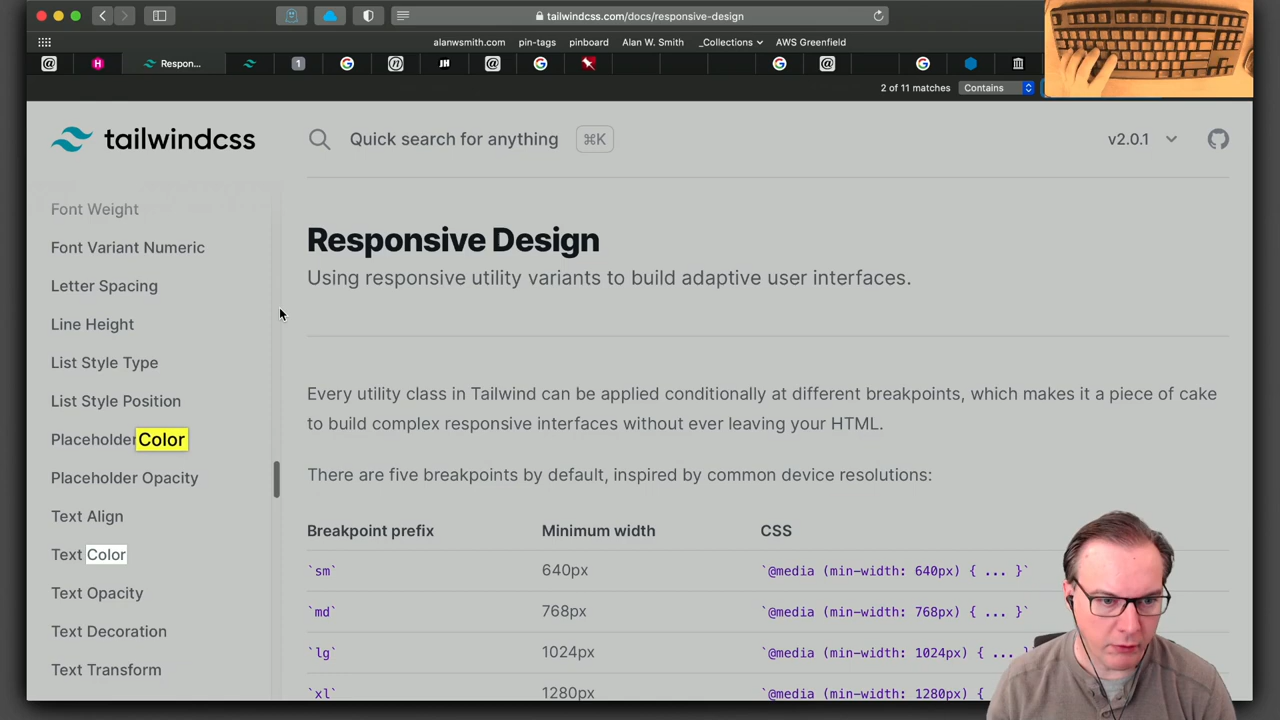 tailwindcss.com/docs/responsive-design
alanwsmith.com pin-tags pinboard Alan W. Smith _Collections AWS Greenfield
Respon... 1 JH
2 of 11 matches Contains
tailwindcss Quick search for anything ⌘K v2.0.1
Font Weight
Font Variant Numeric
Letter Spacing
Line Height
List Style Type
List Style Position
Placeholder Color
Placeholder Opacity
Text Align
Text Color
Text Opacity
Text Decoration
Text Transform
Responsive Design
Using responsive utility variants to build adaptive user interfaces.
Every utility class in Tailwind can be applied conditionally at different breakpoints, which makes it a piece of cake
to build complex responsive interfaces without ever leaving your HTML.
There are five breakpoints by default, inspired by common device resolutions:
Breakpoint prefix Minimum width CSS
`sm` 640px `@media (min-width: 640px) { ... }`
`md` 768px `@media (min-width: 768px) { ... }`
`lg` 1024px `@media (min-width: 1024px) { ...
`xl` 1280px `@media (min-width: 1280px) {